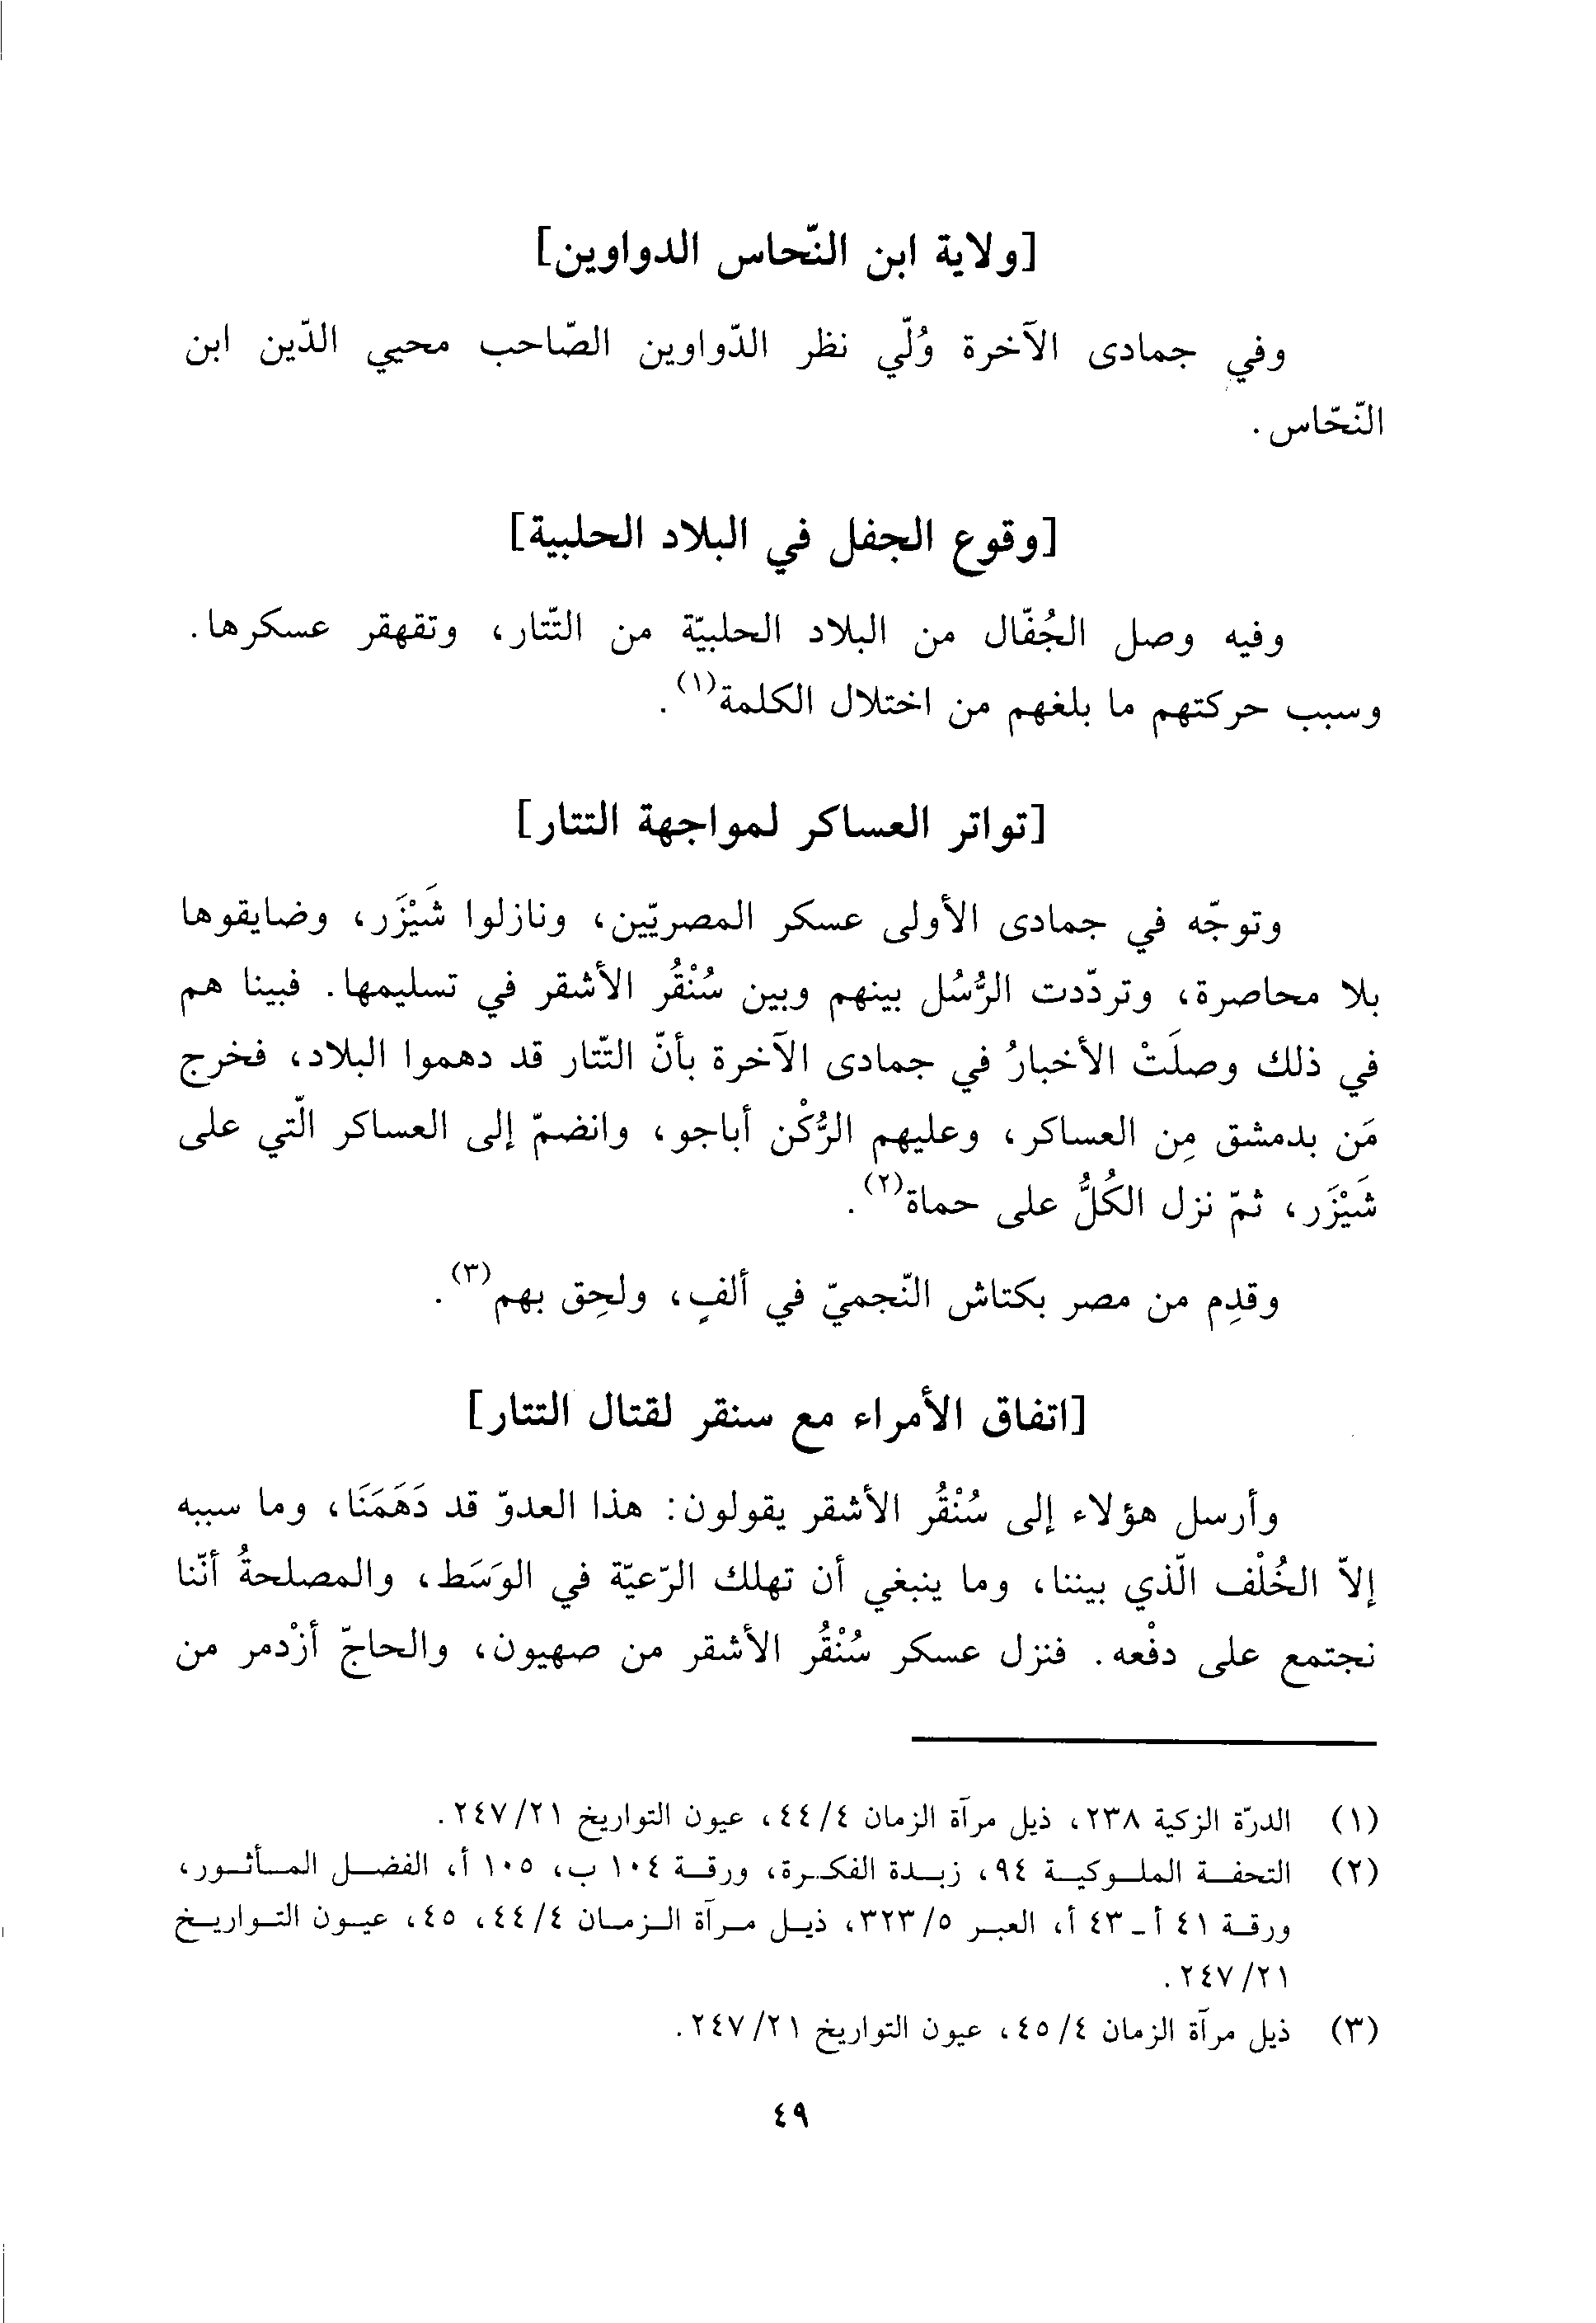 [ولاية ابن النّحاس الدواوين]
وفي جمادى الآخرة وُلّي نظر الدّواوين الصّاحب محيي الدّين ابن
النّحّاس.
[وقوع الجفل في البلاد الحلبية]
وفيه وصل الجُفّال من البلاد الحلبيّة من التّتار، وتقهقر عسكرها.
وسبب حركتهم ما بلغهم من اختلال الكلمة(١).
[تواتر العساكر لمواجهة التتار]
وتوجّه في جمادى الأولى عسكر المصريّين، ونازلوا شَيْزَر، وضايقوها
بلا محاصرة، وتردّدت الرُّسُل بينهم وبين سُنْقُر الأشقر في تسليمها. فبينا هم
في ذلك وصلَتْ الأخبارُ في جمادى الآخرة بأنّ التّتار قد دهموا البلاد، فخرج
مَن بدمشق مِن العساكر، وعليهم الرُّكْن أباجو، وانضمّ إلى العساكر الّتي على
شَيْزَر، ثمّ نزل الكُلُّ على حماة(٢).
وقدِم من مصر بكتاش النّجميّ في ألفٍ، ولحِق بهم(٣).
[اتفاق الأمراء مع سنقر لقتال التتار]
وأرسل هؤلاء إلى سُنْقُر الأشقر يقولون: هذا العدوّ قد دَهَمَنَا، وما سببه
إلاّ الخُلْف الّذي بيننا، وما ينبغي أن تهلك الرّعيّة في الوَسَط، والمصلحةُ أنّنا
نجتمع على دفْعه. فنزل عسكر سُنْقُر الأشقر من صهيون، والحاجّ أزْدمر من
(١) الدرّة الزكية ٢٣٨، ذيل مرآة الزمان ٤/٤٤، عيون التواريخ ٢١/٢٤٧.
(٢) التحفة الملوكية ٩٤، زبدة الفكرة، ورقة ١٠٤ ب، ١٠٥ أ، الفضل المأثور،
ورقة ٤١ أ - ٤٣ أ، العبر ٥/٣٢٣، ذيل مرآة الزمان ٤/٤٤، ٤٥، عيون التواريخ
٢١/٢٤٧.
(٣) ذيل مرآة الزمان ٤/٤٥، عيون التواريخ ٢١/٢٤٧.
٤٩